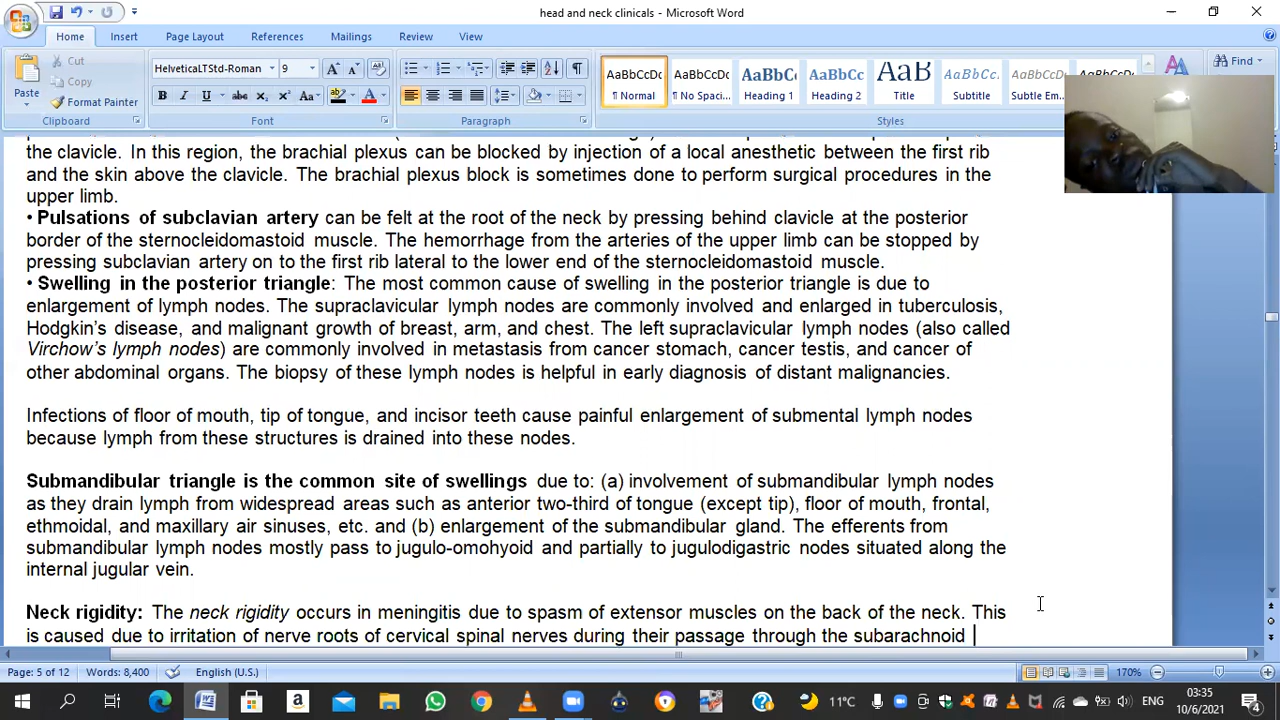 head and neck clinicals - Microsoft Word
Home Insert Page Layout References Mailings Review View
Cut
Copy
Paste
Format Painter
HelveticaLTStd-Roman 9
AaBbCcDc AaBbCcDc AaBbCc AaBbCc AaB AaBbCc. AaBbCcDc AaBbCcDc
¶ Normal ¶ No Spaci... Heading 1 Heading 2 Title Subtitle Subtle Em...
Find
Clipboard Font Paragraph Styles
the clavicle. In this region, the brachial plexus can be blocked by injection of a local anesthetic between the first rib
and the skin above the clavicle. The brachial plexus block is sometimes done to perform surgical procedures in the
upper limb.
• Pulsations of subclavian artery can be felt at the root of the neck by pressing behind clavicle at the posterior
border of the sternocleidomastoid muscle. The hemorrhage from the arteries of the upper limb can be stopped by
pressing subclavian artery on to the first rib lateral to the lower end of the sternocleidomastoid muscle.
• Swelling in the posterior triangle: The most common cause of swelling in the posterior triangle is due to
enlargement of lymph nodes. The supraclavicular lymph nodes are commonly involved and enlarged in tuberculosis,
Hodgkin's disease, and malignant growth of breast, arm, and chest. The left supraclavicular lymph nodes (also called
Virchow's lymph nodes) are commonly involved in metastasis from cancer stomach, cancer testis, and cancer of
other abdominal organs. The biopsy of these lymph nodes is helpful in early diagnosis of distant malignancies.
Infections of floor of mouth, tip of tongue, and incisor teeth cause painful enlargement of submental lymph nodes
because lymph from these structures is drained into these nodes.
Submandibular triangle is the common site of swellings due to: (a) involvement of submandibular lymph nodes
as they drain lymph from widespread areas such as anterior two-third of tongue (except tip), floor of mouth, frontal,
ethmoidal, and maxillary air sinuses, etc. and (b) enlargement of the submandibular gland. The efferents from
submandibular lymph nodes mostly pass to jugulo-omohyoid and partially to jugulodigastric nodes situated along the
internal jugular vein.
Neck rigidity: The neck rigidity occurs in meningitis due to spasm of extensor muscles on the back of the neck. This
is caused due to irritation of nerve roots of cervical spinal nerves during their passage through the subarachnoid
Page: 5 of 12 Words: 8,400 English (U.S.) 170%
11°C ENG 03:35
10/6/2021